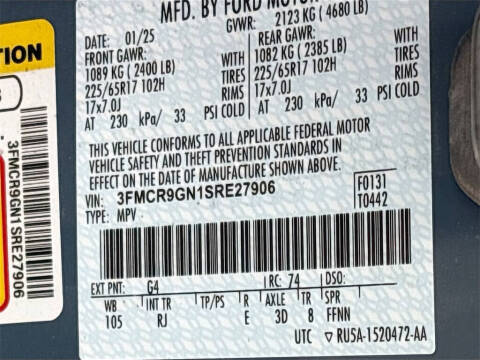 MFD. BY FORD MOTOR
DATE: 01/25 GVWR: 2123 KG ( 4680 LB)
FRONT GAWR: REAR GAWR:
1089 KG ( 2400 LB) WITH 1082 KG ( 2385 LB) WITH
225/65R17 102H TIRES 225/65R17 102H TIRES
17x7.0J RIMS 17x7.0J RIMS
AT 230 kPa/ 33 PSI COLD AT 230 kPa/ 33 PSI COLD
THIS VEHICLE CONFORMS TO ALL APPLICABLE FEDERAL MOTOR
VEHICLE SAFETY AND THEFT PREVENTION STANDARDS IN
EFFECT ON THE DATE OF MANUFACTURE SHOWN ABOVE.
VIN: 3FMCR9GN1SRE27906 F0131
TYPE: MPV T0442
EXT PNT: G4 RC: 74 DSO:
WB INT TR TP/PS R AXLE TR SPR
105 RJ E 3D 8 FFNN
UTC ▽ RU5A-1520472-AA
3FMCR9GN1SRE27906